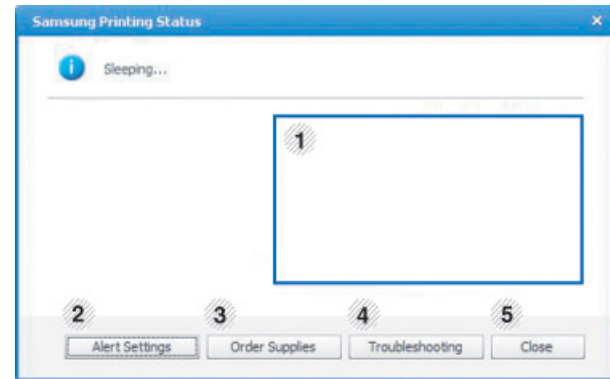 Samsung Printing Status
Sleeping...
1
2 3 4 5
Alert Settings Order Supplies Troubleshooting Close